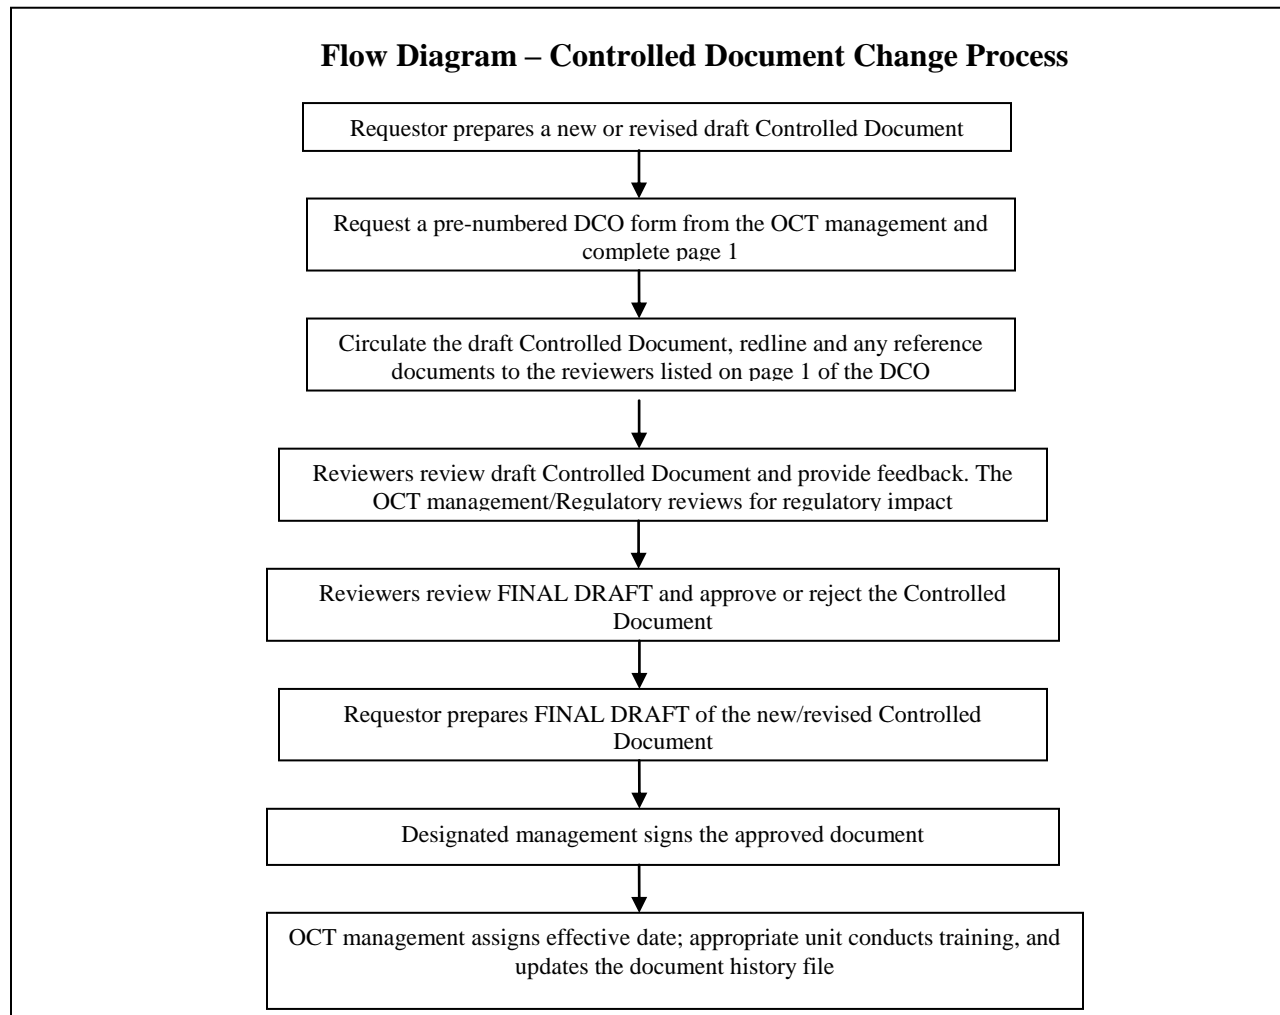 Flow Diagram – Controlled Document Change Process
Requestor prepares a new or revised draft Controlled Document
Request a pre-numbered DCO form from the OCT management and
complete page 1
Circulate the draft Controlled Document, redline and any reference
documents to the reviewers listed on page 1 of the DCO
Reviewers review draft Controlled Document and provide feedback. The
OCT management/Regulatory reviews for regulatory impact
Reviewers review FINAL DRAFT and approve or reject the Controlled
Document
Requestor prepares FINAL DRAFT of the new/revised Controlled
Document
Designated management signs the approved document
OCT management assigns effective date; appropriate unit conducts training, and
updates the document history file